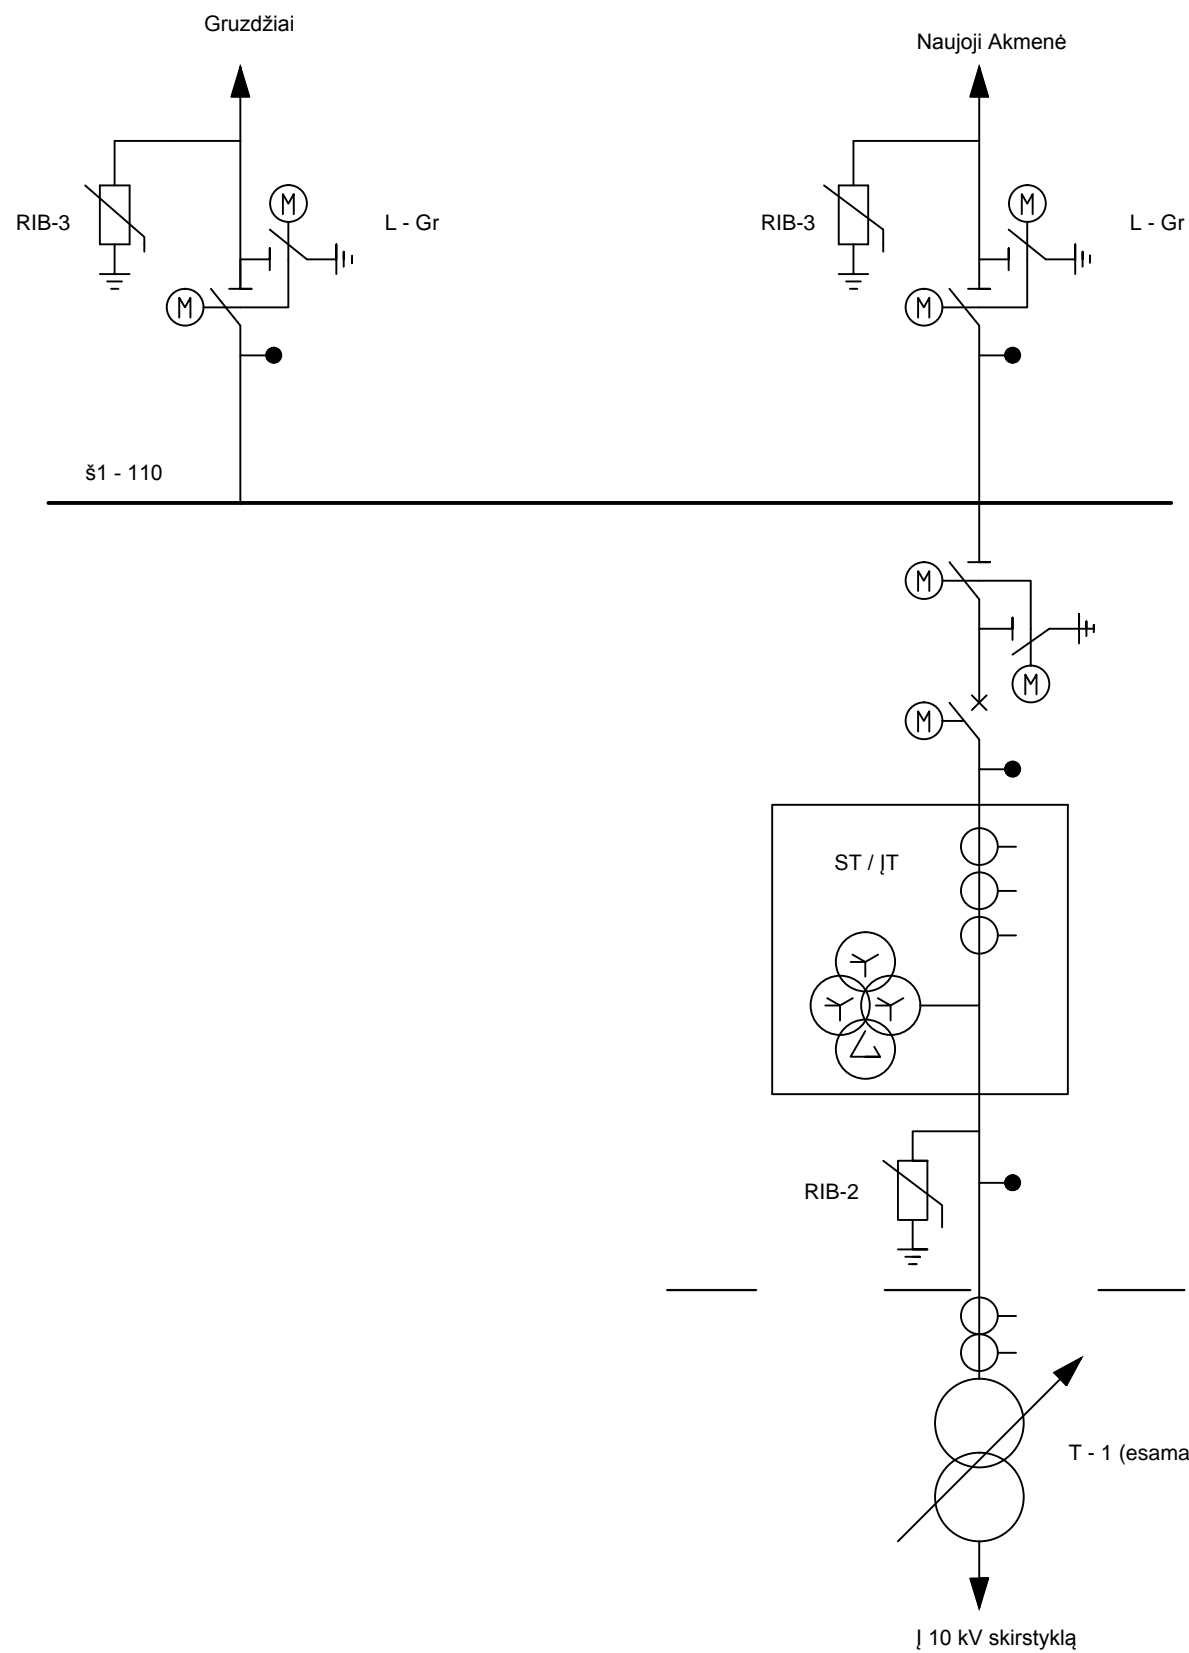 Gruzdžiai
Naujoji Akmenė
M
M
RIB-3
L - Gr
RIB-3
L - Gr
M
M
š1 - 110
M
M
M
ST / ĮT
RIB-2
T - 1 (esama
Į 10 kV skirstyklą